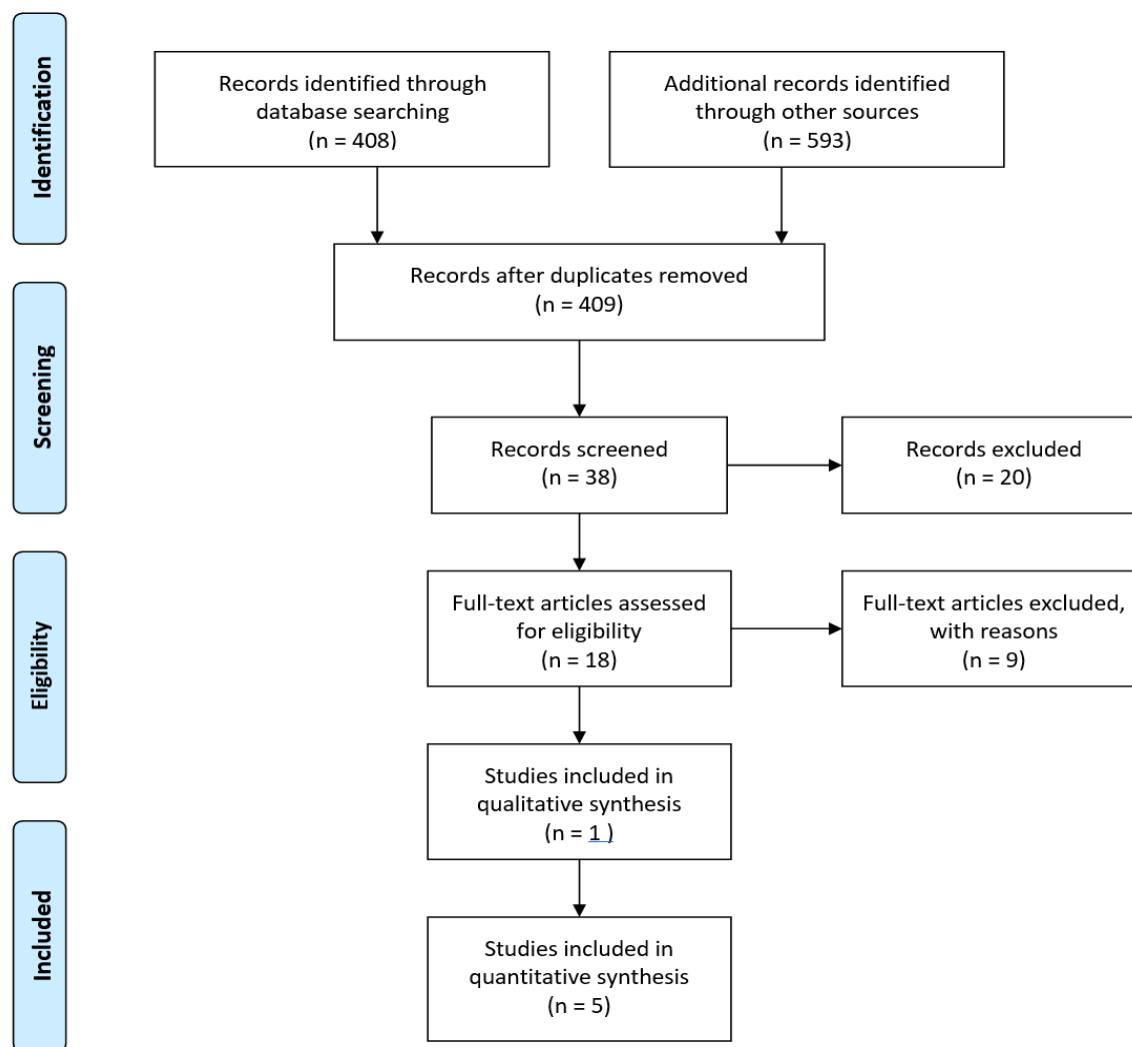 Identification
Records identified through
database searching
(n = 408)
Additional records identified
through other sources
(n = 593)
Records after duplicates removed
(n = 409)
Screening
Records screened
(n = 38)
Records excluded
(n = 20)
Eligibility
Full-text articles assessed
for eligibility
(n = 18)
Full-text articles excluded,
with reasons
(n = 9)
Studies included in
qualitative synthesis
(n = 1 )
Included
Studies included in
quantitative synthesis
(n = 5)